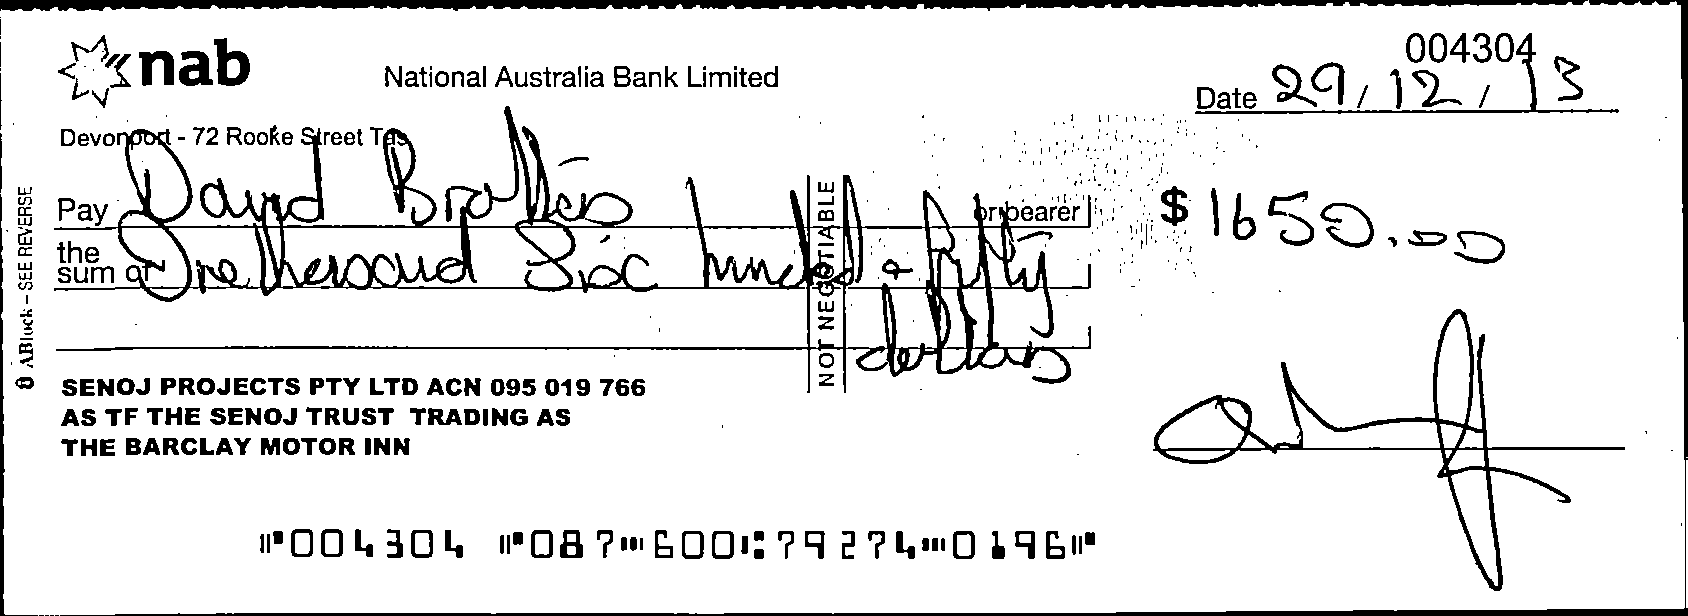 nab
National Australia Bank Limited
004304
Date 29/12/13
Devonport - 72 Rooke Street Tas
Pay David or bearer
$1650.00
the sum of One thousand Six hundred & fifty
dollars
NOT NEGOTIABLE
ABlock – SEE REVERSE
SENOJ PROJECTS PTY LTD ACN 095 019 766
AS TF THE SENOJ TRUST TRADING AS
THE BARCLAY MOTOR INN
⑈004304 ⑈087⑉600⑆79274⑉0196⑈